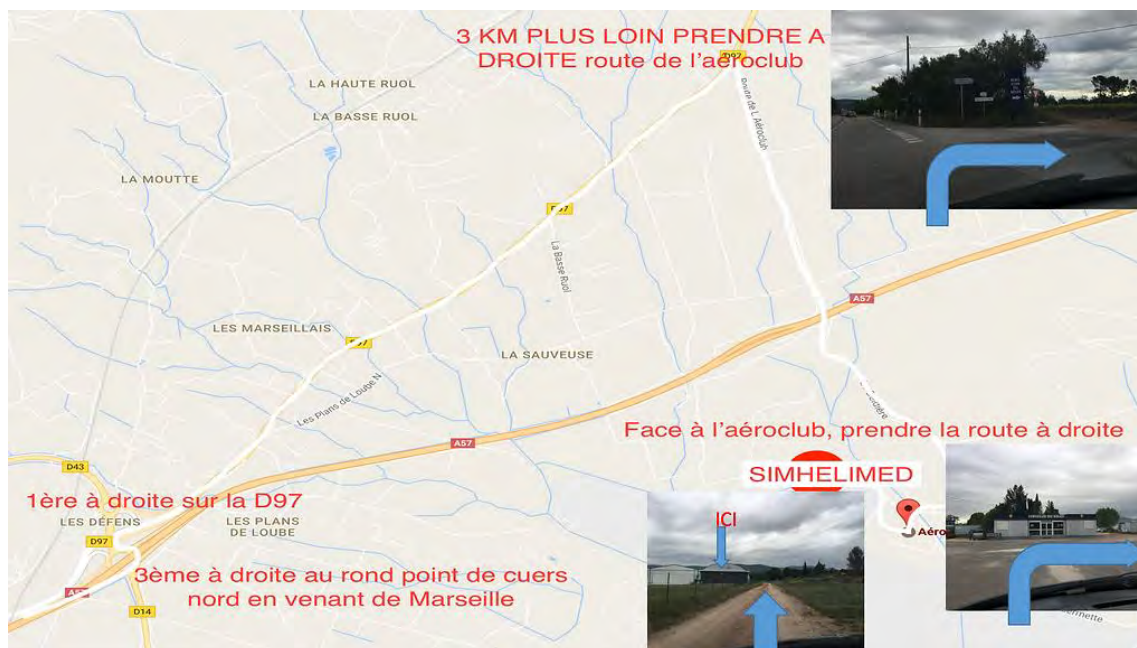 3 KM PLUS LOIN PRENDRE A
DROITE route de l'aéroclub
D97
LA HAUTE RUOL
Route de L Aéroclub
LA BASSE RUOL
LA MOUTTE
La Basse Ruol
A57
LES MARSEILLAIS
LA SAUVEUSE
Les Plans de Loube N
Face à l'aéroclub, prendre la route à droite
A57
D43
SIMHELIMED
1ère à droite sur la D97
LES DÉFENS
LES PLANS
DE LOUBE
ICI
Aéro
D97
3ème à droite au rond point de cuers
nord en venant de Marseille
D14